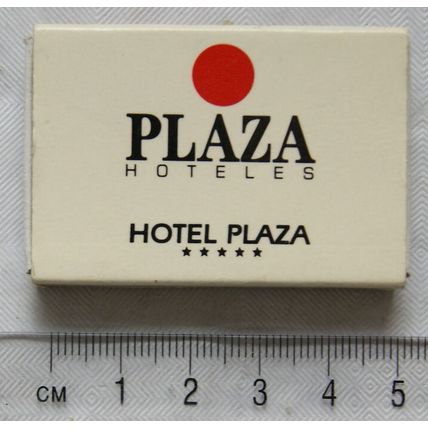 PLAZA
HOTELES
HOTEL PLAZA
★★★★★
CM 1 2 3 4 5